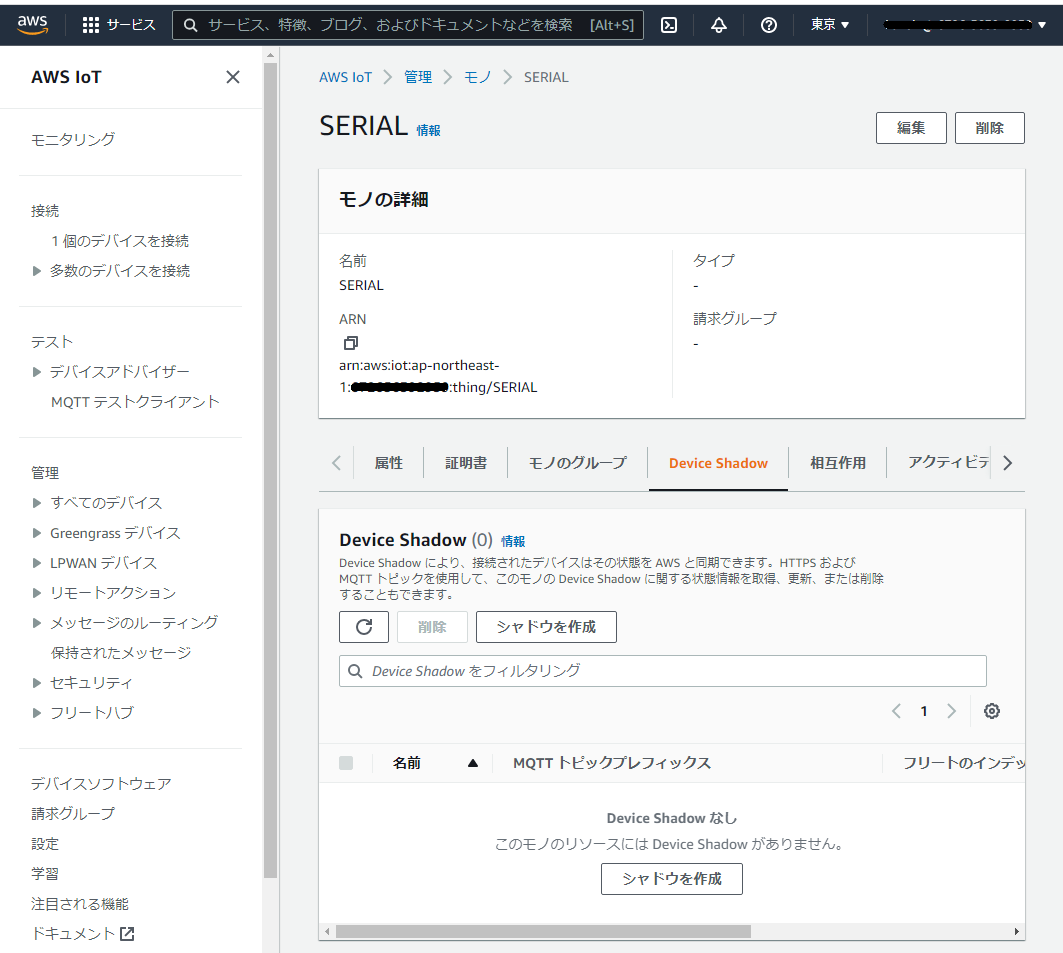 aws
サービス
サービス、特徴、ブログ、およびドキュメントなどを検索 [Alt+S]
東京
AWS IoT
モニタリング
接続
1 個のデバイスを接続
多数のデバイスを接続
テスト
デバイスアドバイザー
MQTT テストクライアント
管理
すべてのデバイス
Greengrass デバイス
LPWAN デバイス
リモートアクション
メッセージのルーティング
保持されたメッセージ
セキュリティ
フリートハブ
デバイスソフトウェア
請求グループ
設定
学習
注目される機能
ドキュメント
AWS IoT 管理 モノ SERIAL
SERIAL 情報
編集 削除
モノの詳細
名前
SERIAL
ARN
arn:aws:iot:ap-northeast-
1: :thing/SERIAL
タイプ
-
請求グループ
-
属性 証明書 モノのグループ Device Shadow 相互作用 アクティビテ
Device Shadow (0) 情報
Device Shadow により、接続されたデバイスはその状態を AWS と同期できます。HTTPS および
MQTT トピックを使用して、このモノの Device Shadow に関する状態情報を取得、更新、または削除
することもできます。
削除 シャドウを作成
Device Shadow をフィルタリング
1
名前 MQTT トピックプレフィックス フリートのインデッ
Device Shadow なし
このモノのリソースには Device Shadow がありません。
シャドウを作成